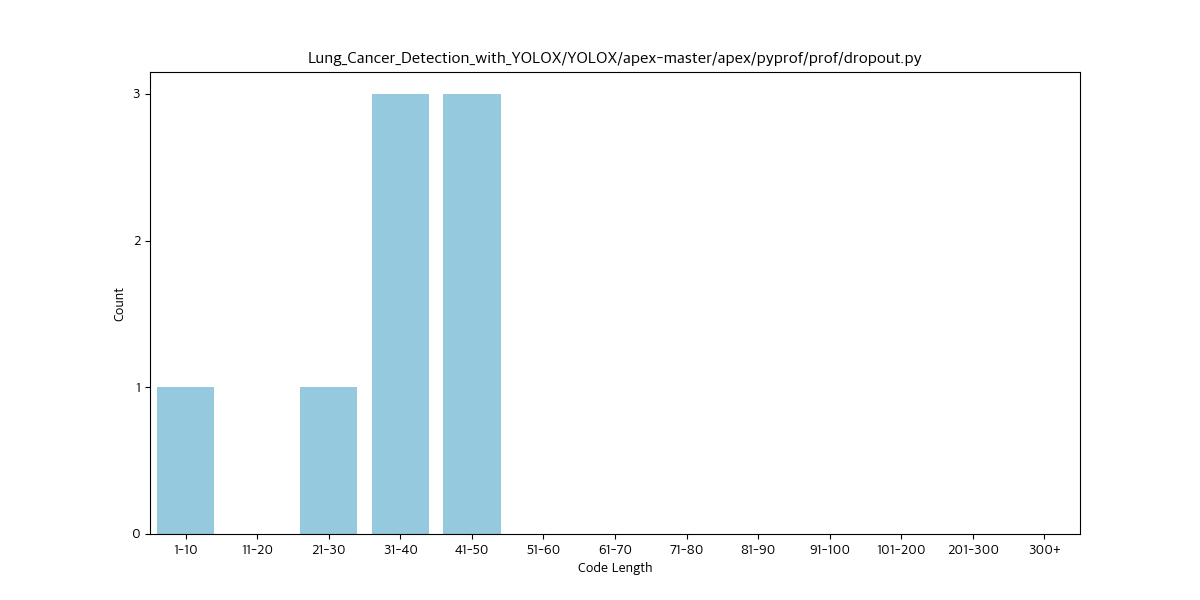 Lung_Cancer_Detection_with_YOLOX/YOLOX/apex-master/apex/pyprof/prof/dropout.py
3
2
1
0
Count
1-10 11-20 21-30 31-40 41-50 51-60 61-70 71-80 81-90 91-100 101-200 201-300 300+
Code Length